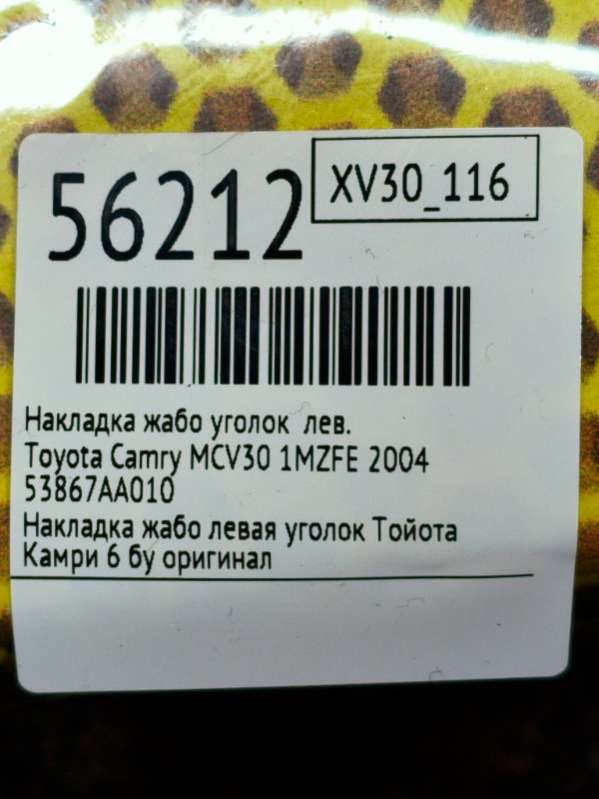 56212
XV30_116
Накладка жабо уголок лев.
Toyota Camry MCV30 1MZFE 2004
53867AA010
Накладка жабо левая уголок Тойота
Камри 6 бу оригинал